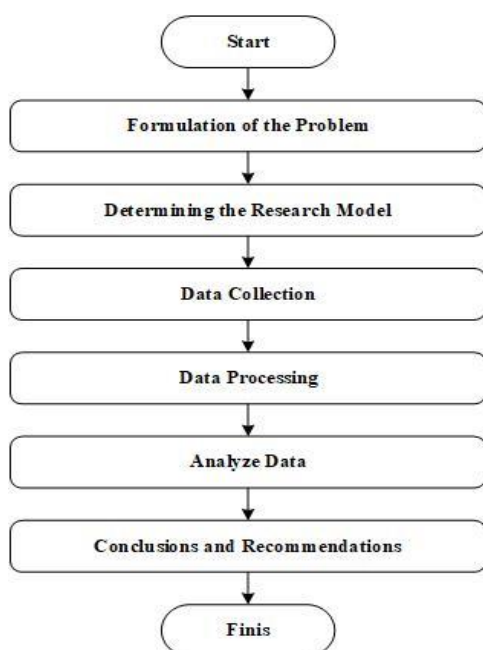 Start
Formulation of the Problem
Determining the Research Model
Data Collection
Data Processing
Analyze Data
Conclusions and Recommendations
Finis